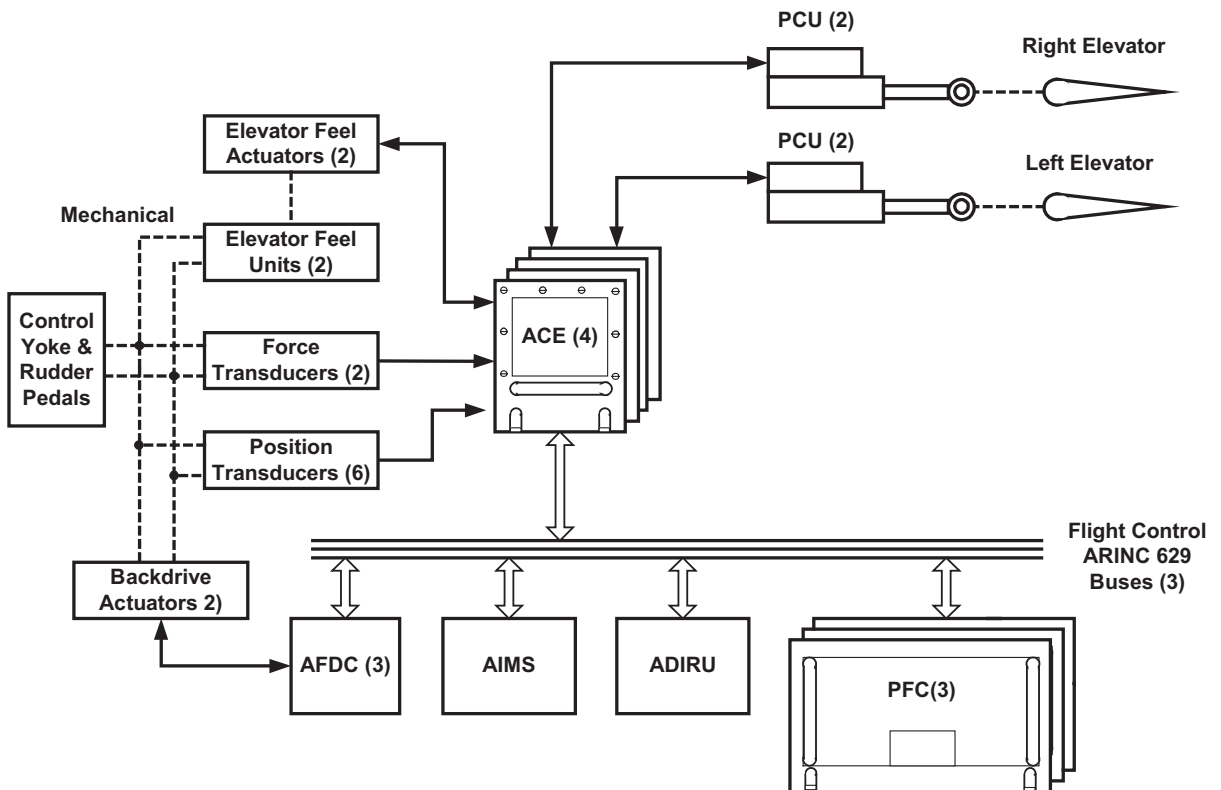 PCU (2)
Right Elevator
Elevator Feel
Actuators (2)
PCU (2)
Left Elevator
Mechanical
Elevator Feel
Units (2)
Control
Yoke &
Rudder
Pedals
Force
Transducers (2)
ACE (4)
Position
Transducers (6)
Flight Control
ARINC 629
Buses (3)
Backdrive
Actuators 2)
AFDC (3)
AIMS
ADIRU
PFC(3)